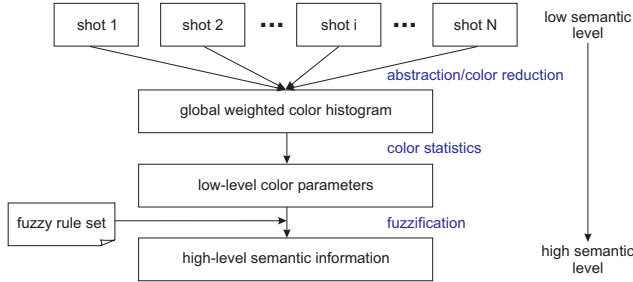 shot 1
shot 2
shot i
shot N
low semantic
level
abstraction/color reduction
global weighted color histogram
color statistics
low-level color parameters
fuzzy rule set
fuzzification
high-level semantic information
high semantic
level